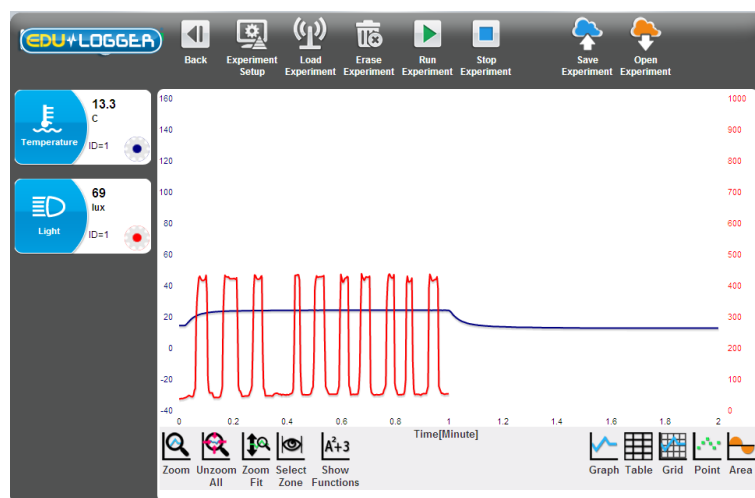 EDU LOGGER
Back
Experiment Setup
Load Experiment
Erase Experiment
Run Experiment
Stop Experiment
Save Experiment
Open Experiment
13.3
C
Temperature
ID=1
69
lux
Light
ID=1
160
140
120
100
80
60
40
20
0
-20
-40
1000
900
800
700
600
500
400
300
200
100
0
0 0.2 0.4 0.6 0.8 1 1.2 1.4 1.6 1.8 2
Time[Minute]
A²+3
Zoom
Unzoom All
Zoom Fit
Select Zone
Show Functions
Graph
Table
Grid
Point
Area